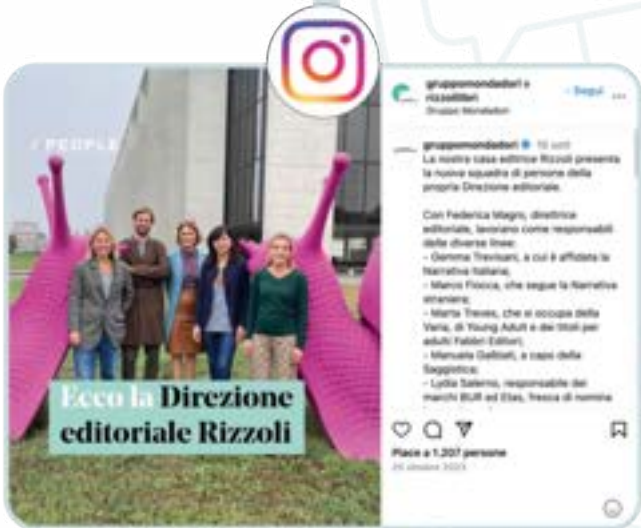 / PEOPLE
Ecco la Direzione
editoriale Rizzoli
gruppomondadori e
rizzolilibri
Gruppo Mondadori
Segui
gruppomondadori
La nostra casa editrice Rizzoli presenta
la nuova squadra di persone della
propria Direzione editoriale.
Con Federica Magro, direttrice
editoriale, lavorano come responsabili
delle diverse linee:
- Gemma Trevisani, a cui è affidata la
Narrativa Italiana;
- Marco Fiocca, che segue la Narrativa
straniera;
- Marta Treves, che si occupa della
Varia, di Young Adult e dei titoli per
adulti Fabbri Editori;
- Manuela Galbiati, a capo della
Saggistica;
- Lydia Salerno, responsabile dei
marchi BUR ed Etas, fresca di nomina
Piace a 1.207 persone
ottobre 2023